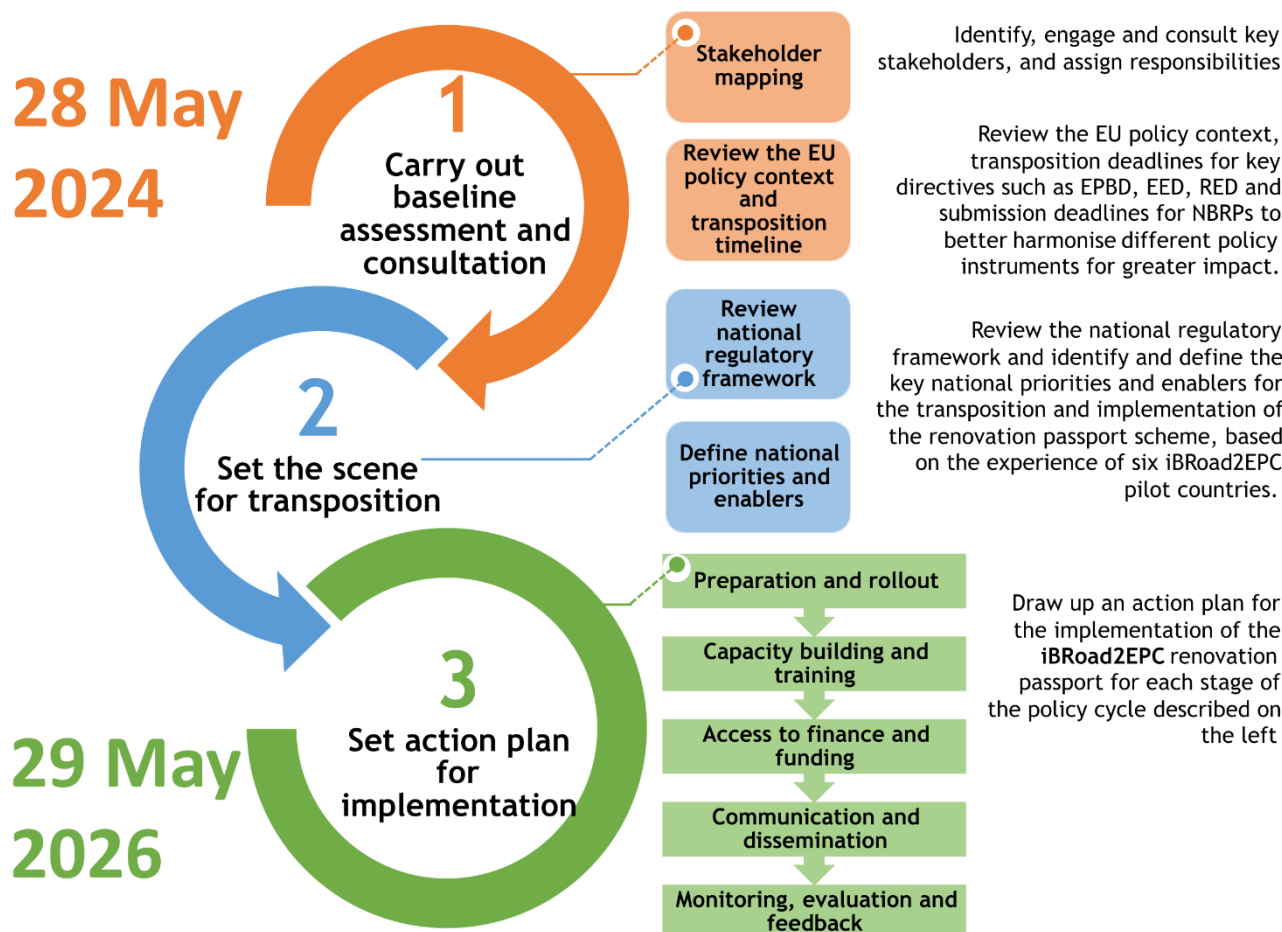 28 May
2024
1
Carry out
baseline
assessment and
consultation
Stakeholder
mapping
Identify, engage and consult key
stakeholders, and assign responsibilities
Review the EU
policy context
and
transposition
timeline
Review the EU policy context,
transposition deadlines for key
directives such as EPBD, EED, RED and
submission deadlines for NBRPs to
better harmonise different policy
instruments for greater impact.
2
Set the scene
for transposition
Review
national
regulatory
framework
Define national
priorities and
enablers
Review the national regulatory
framework and identify and define the
key national priorities and enablers for
the transposition and implementation of
the renovation passport scheme, based
on the experience of six iBRoad2EPC
pilot countries.
29 May
2026
3
Set action plan
for
implementation
Preparation and rollout
Capacity building and
training
Access to finance and
funding
Communication and
dissemination
Monitoring, evaluation and
feedback
Draw up an action plan for
the implementation of the
iBRoad2EPC renovation
passport for each stage of
the policy cycle described on
the left